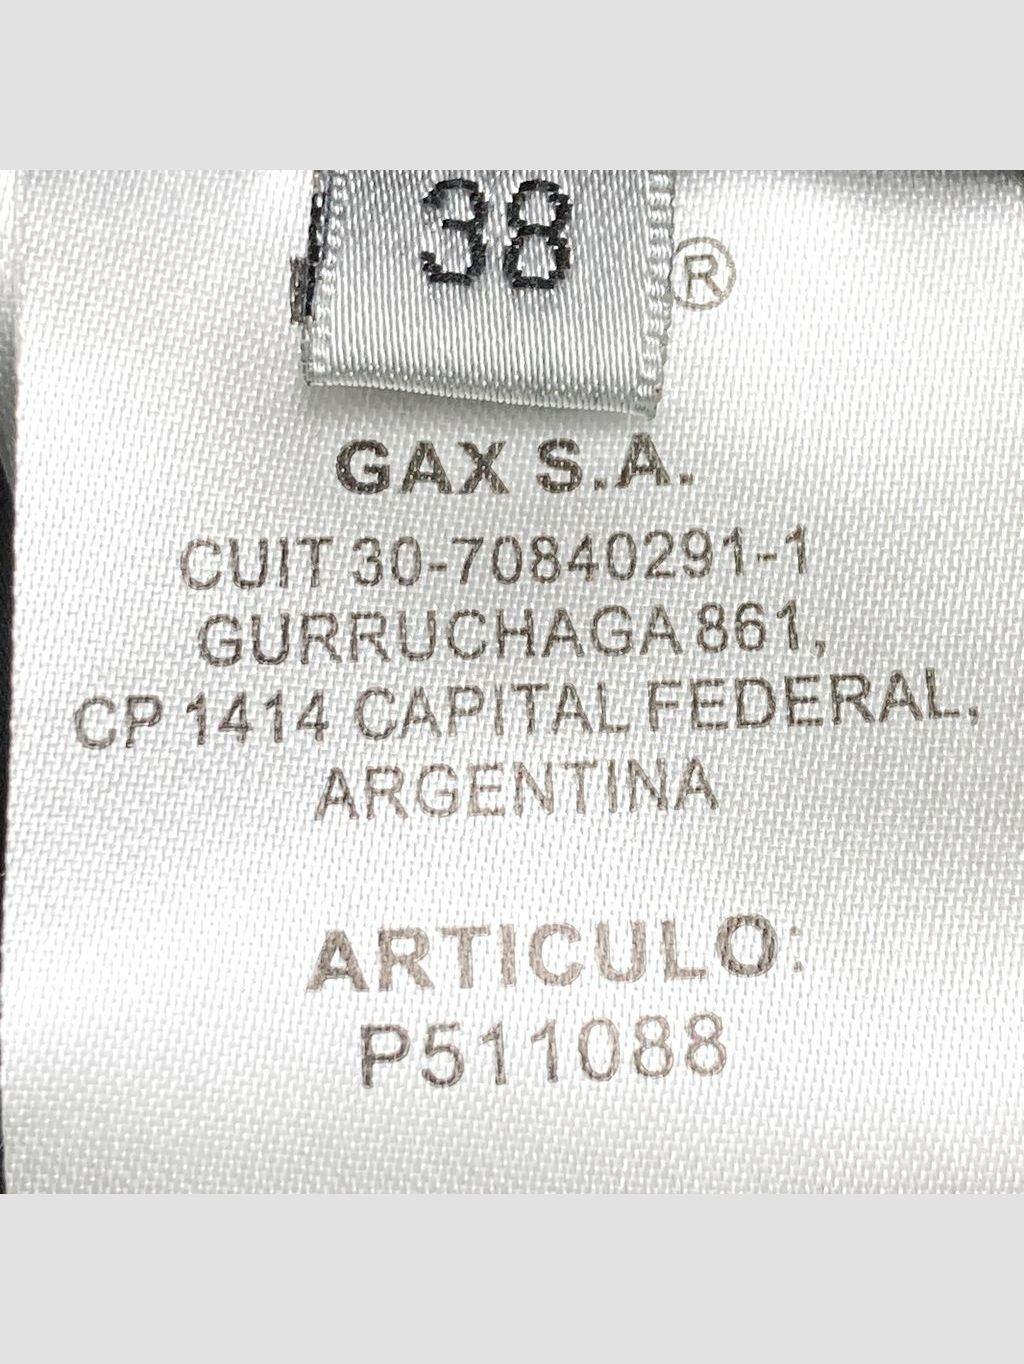 38
®
GAX S.A.
CUIT 30-70840291-1
GURRUCHAGA 861,
CP 1414 CAPITAL FEDERAL,
ARGENTINA
ARTICULO:
P511088